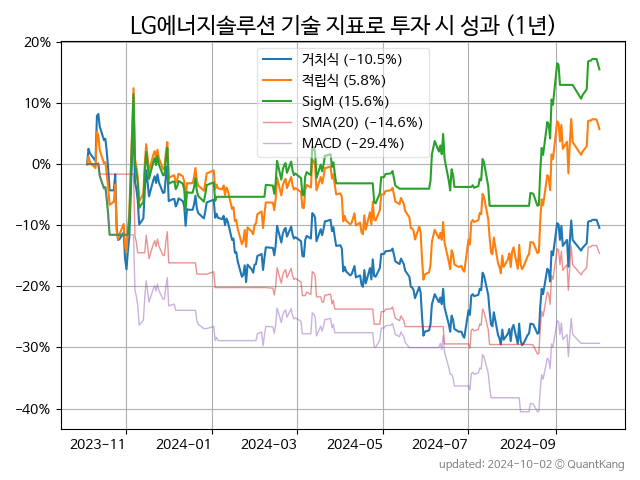 LG에너지솔루션 기술 지표로 투자 시 성과 (1년)
20%
10%
0%
−10%
−20%
−30%
−40%
거치식 (−10.5%)
적립식 (5.8%)
SigM (15.6%)
SMA(20) (−14.6%)
MACD (−29.4%)
2023-11
2024-01
2024-03
2024-05
2024-07
2024-09
updated: 2024-10-02 © QuantKang